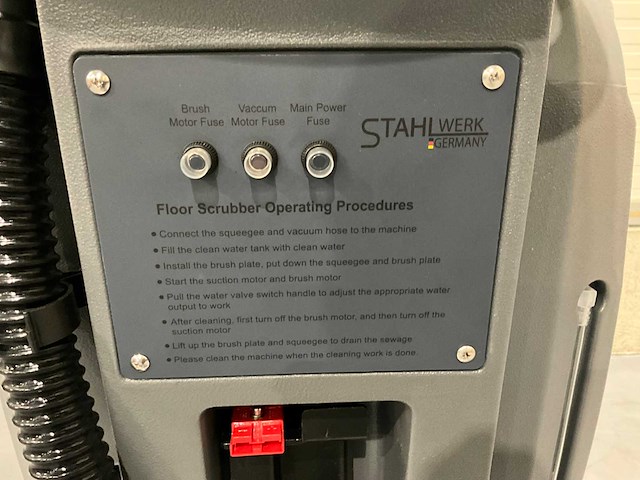 Brush Vaccum Main Power
Motor Fuse Motor Fuse Fuse
STAHLWERK
GERMANY
Floor Scrubber Operating Procedures
• Connect the squeegee and vacuum hose to the machine
• Fill the clean water tank with clean water
• Install the brush plate, put down the squeegee and brush plate
• Start the suction motor and brush motor
• Pull the water valve switch handle to adjust the appropriate water
output to work
• After cleaning, first turn off the brush motor, and then turn off the
suction motor
• Lift up the brush plate and squeegee to drain the sewage
• Please clean the machine when the cleaning work is done.